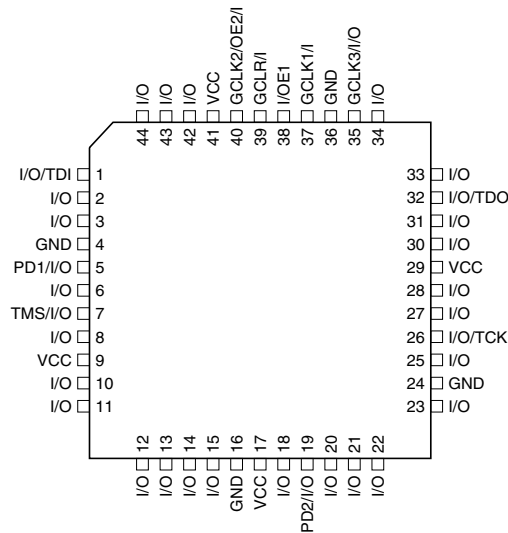 I/O
I/O
I/O
VCC
GCLK2/OE2/I
GCLR/I
I/OE1
GCLK1/I
GND
GCLK3/I/O
I/O
44
43
42
41
40
39
38
37
36
35
34
I/O/TDI 1
I/O 2
I/O 3
GND 4
PD1/I/O 5
I/O 6
TMS/I/O 7
I/O 8
VCC 9
I/O 10
I/O 11
33 I/O
32 I/O/TDO
31 I/O
30 I/O
29 VCC
28 I/O
27 I/O
26 I/O/TCK
25 I/O
24 GND
23 I/O
12
13
14
15
16
17
18
19
20
21
22
I/O
I/O
I/O
I/O
GND
VCC
I/O
PD2/I/O
I/O
I/O
I/O